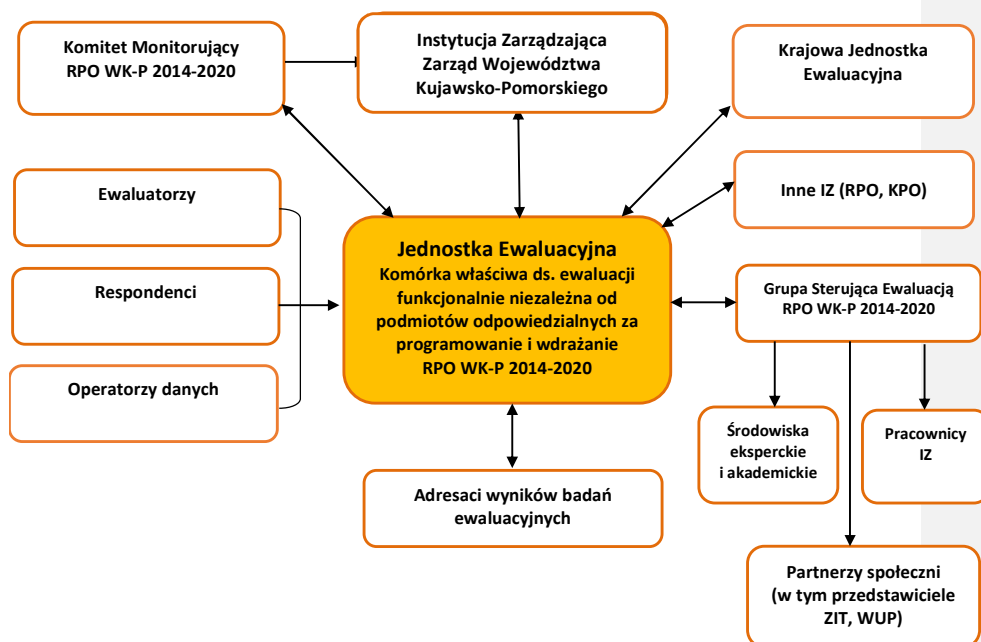 Komitet Monitorujący
RPO WK-P 2014-2020
Instytucja Zarządzająca
Zarząd Województwa
Kujawsko-Pomorskiego
Krajowa Jednostka
Ewaluacyjna
Ewaluatorzy
Inne IZ (RPO, KPO)
Jednostka Ewaluacyjna
Komórka właściwa ds. ewaluacji
funkcjonalnie niezależna od
podmiotów odpowiedzialnych za
programowanie i wdrażanie
RPO WK-P 2014-2020
Respondenci
Grupa Sterująca Ewaluacją
RPO WK-P 2014-2020
Operatorzy danych
Środowiska
eksperckie
i akademickie
Pracownicy
IZ
Adresaci wyników badań
ewaluacyjnych
Partnerzy społeczni
(w tym przedstawiciele
ZIT, WUP)